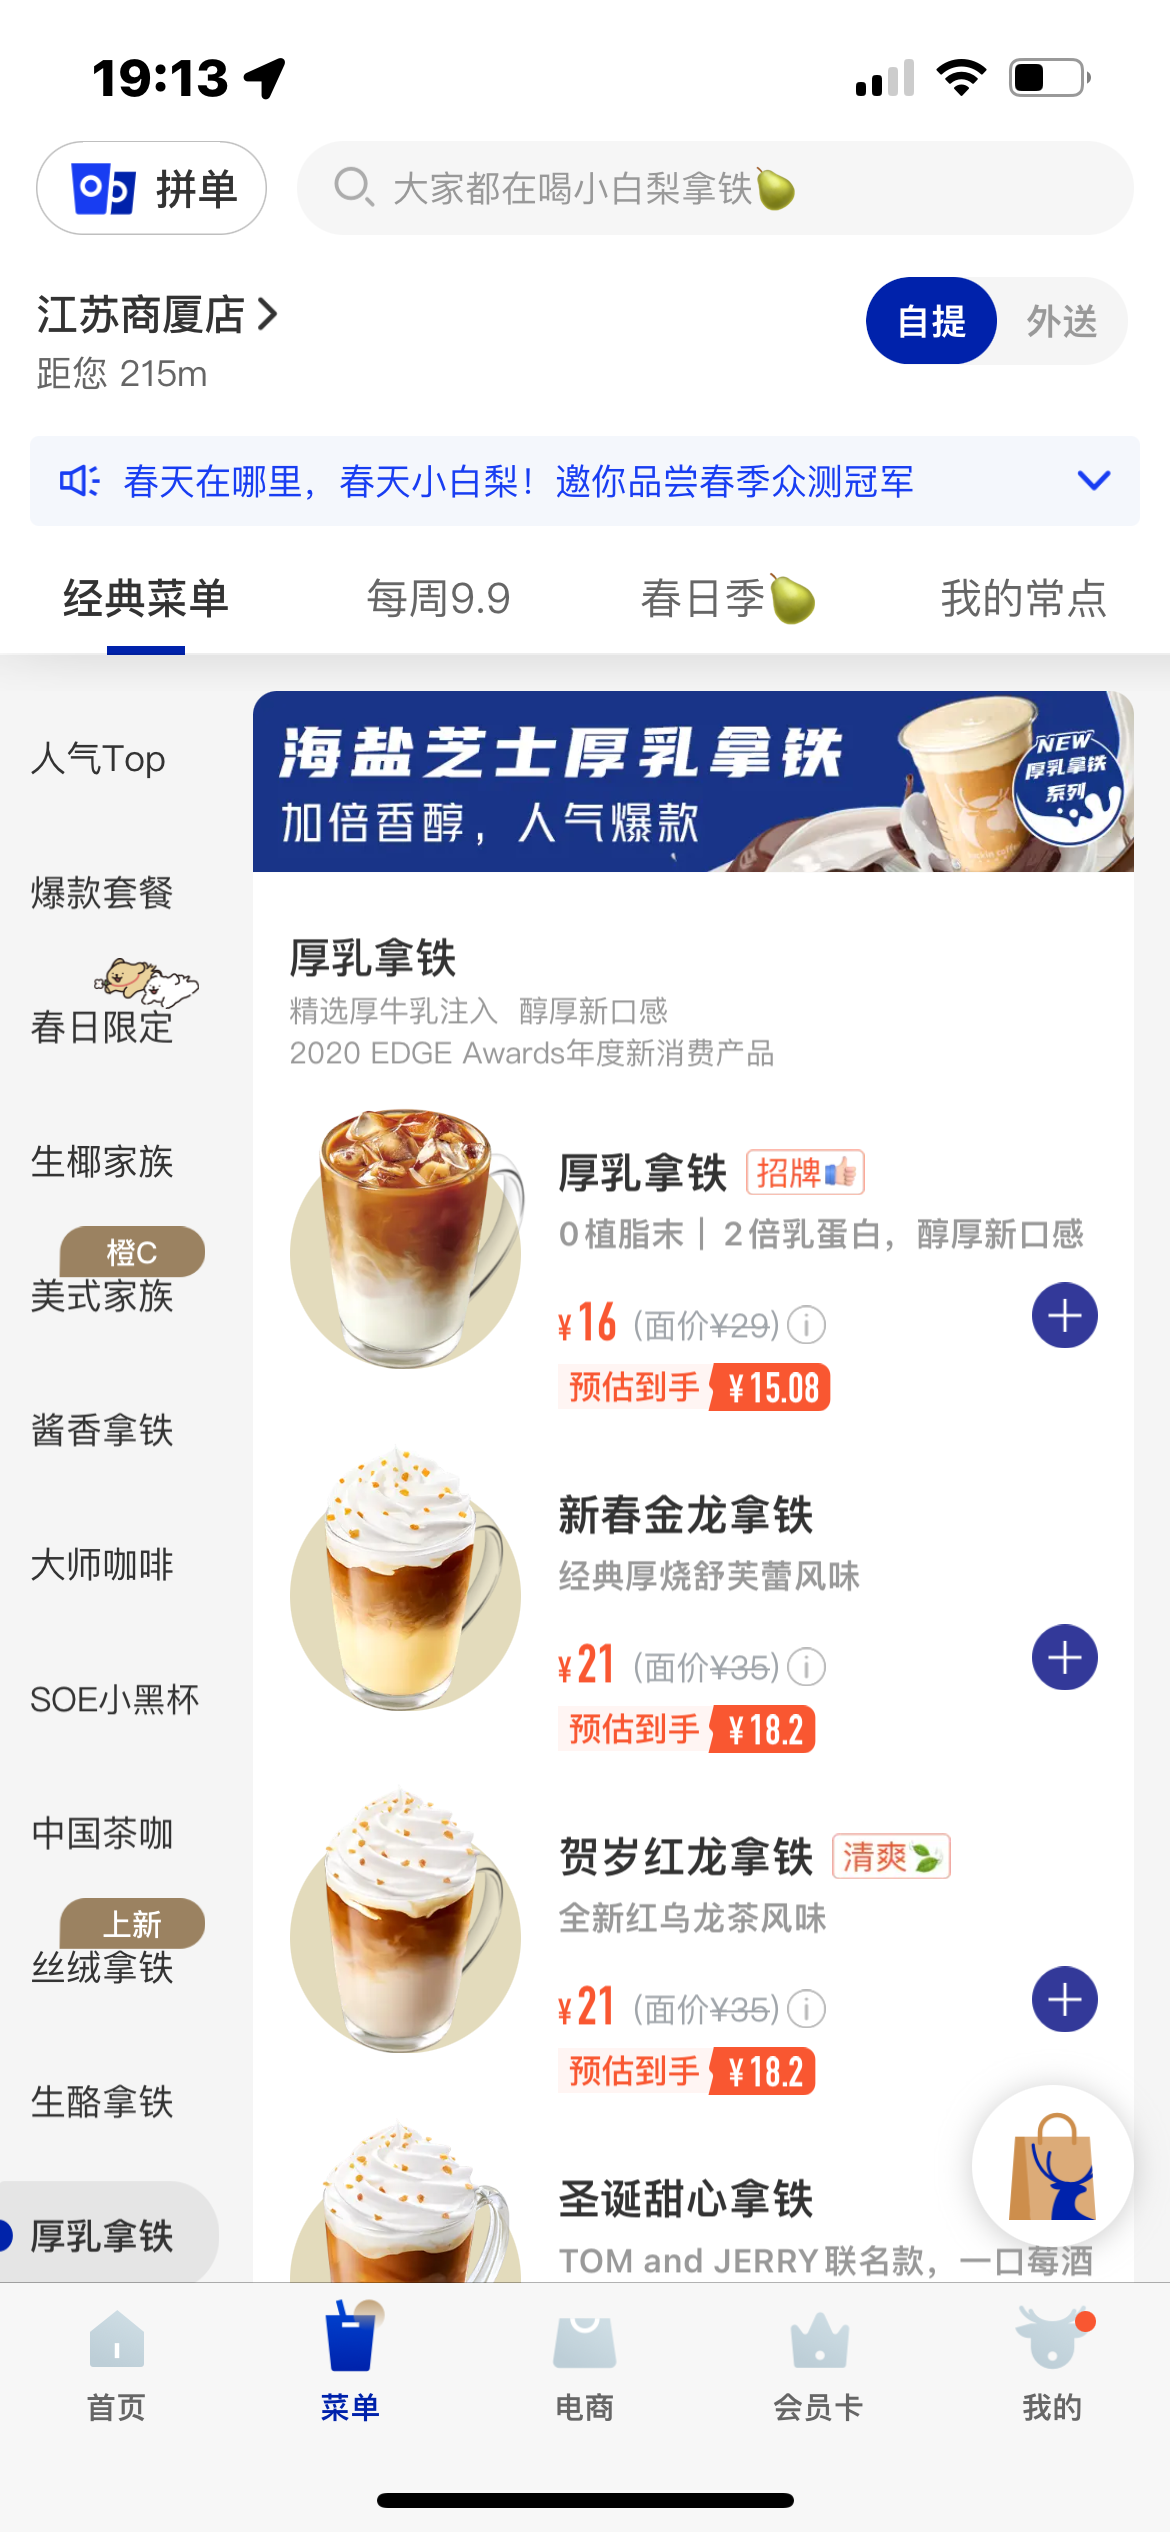 19:13
拼单
大家都在喝小白梨拿铁🍐
江苏商厦店
距您 215m
自提
外送
春天在哪里，春天小白梨！邀你品尝春季众测冠军
经典菜单
每周9.9
春日季🍐
我的常点
人气Top
爆款套餐
春日限定
生椰家族
橙C
美式家族
酱香拿铁
大师咖啡
SOE小黑杯
中国茶咖
上新
丝绒拿铁
生酪拿铁
厚乳拿铁
海盐芝士厚乳拿铁
加倍香醇，人气爆款
NEW
厚乳拿铁
系列
厚乳拿铁
精选厚牛乳注入 醇厚新口感
2020 EDGE Awards年度新消费产品
厚乳拿铁
招牌👍
0植脂末｜2倍乳蛋白，醇厚新口感
¥16 (面价¥29)
预估到手 ¥15.08
新春金龙拿铁
经典厚烧舒芙蕾风味
¥21 (面价¥35)
预估到手 ¥18.2
贺岁红龙拿铁
清爽🍃
全新红乌龙茶风味
¥21 (面价¥35)
预估到手 ¥18.2
圣诞甜心拿铁
TOM and JERRY联名款，一口莓酒
首页
菜单
电商
会员卡
我的